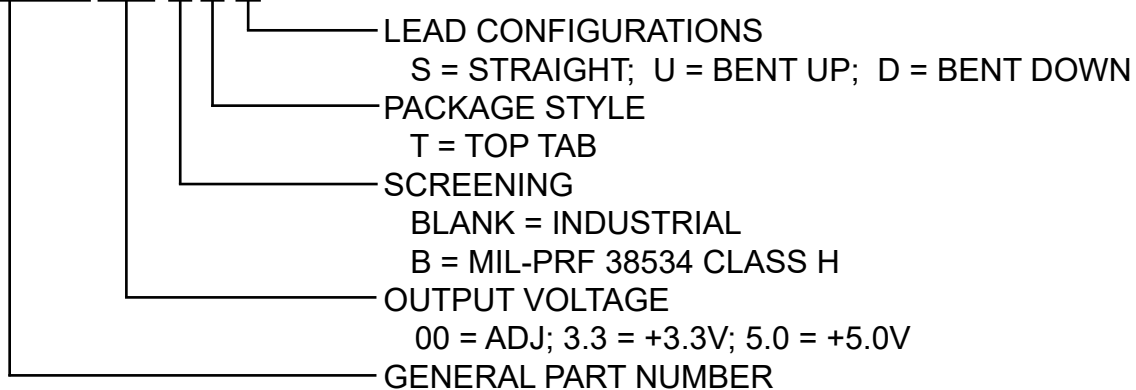 LEAD CONFIGURATIONS
S = STRAIGHT; U = BENT UP; D = BENT DOWN
PACKAGE STYLE
T = TOP TAB
SCREENING
BLANK = INDUSTRIAL
B = MIL-PRF 38534 CLASS H
OUTPUT VOLTAGE
00 = ADJ; 3.3 = +3.3V; 5.0 = +5.0V
GENERAL PART NUMBER